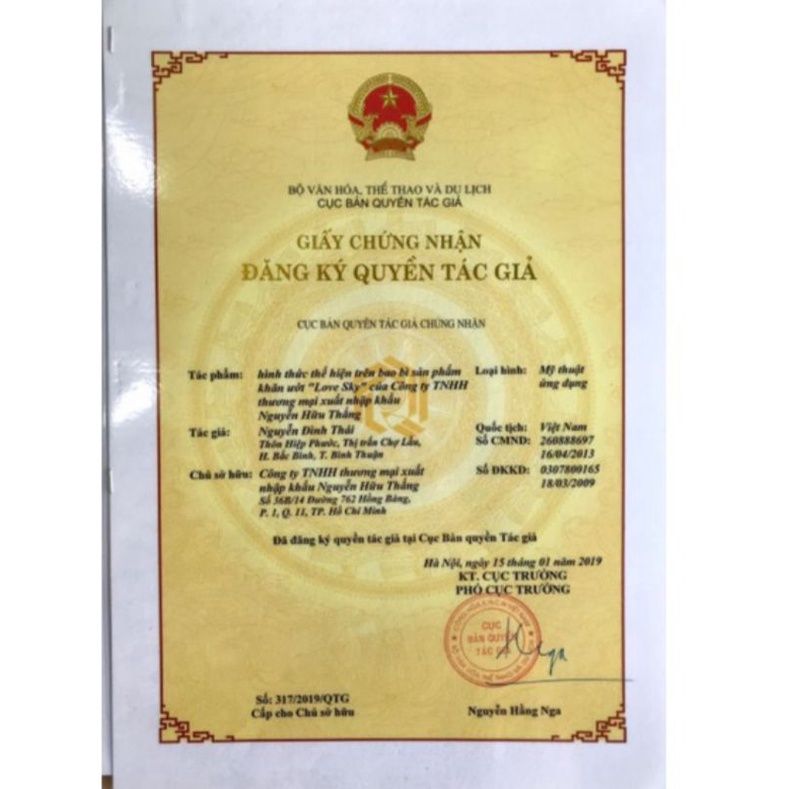 BỘ VĂN HÓA, THỂ THAO VÀ DU LỊCH
CỤC BẢN QUYỀN TÁC GIẢ
GIẤY CHỨNG NHẬN
ĐĂNG KÝ QUYỀN TÁC GIẢ
CỤC BẢN QUYỀN TÁC GIẢ CHỨNG NHẬN
Tác phẩm: hình thức thể hiện trên bao bì sản phẩm Loại hình: Mỹ thuật
khăn ướt "Love Sky" của Công ty TNHH ứng dụng
thương mại xuất nhập khẩu
Nguyễn Hữu Thắng
Tác giả: Nguyễn Đình Thái Quốc tịch: Việt Nam
Thôn Hiệp Phước, Thị trấn Chợ Lầu, Số CMND: 260888697
H. Bắc Bình, T. Bình Thuận 16/04/2013
Chủ sở hữu: Công ty TNHH thương mại xuất Số ĐKKD: 0307800165
nhập khẩu Nguyễn Hữu Thắng 18/03/2009
Số 36B/14 Đường 762 Hồng Bàng,
P. 1, Q. 11, TP. Hồ Chí Minh
Đã đăng ký quyền tác giả tại Cục Bản quyền Tác giả
Hà Nội, ngày 15 tháng 01 năm 2019
KT. CỤC TRƯỞNG
PHÓ CỤC TRƯỞNG
CỤC
BẢN QUYỀN
TÁC GIẢ
Nga
Số: 317/2019/QTG
Cấp cho Chủ sở hữu
Nguyễn Hằng Nga